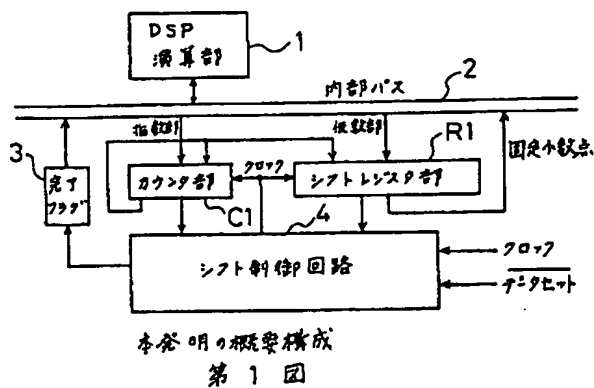 DSP
演算部
1
内部バス
2
指数部
仮数部
R1
固定小数点
3
完了
フラグ
カウンタ部
クロック
シフトレジスタ部
C1
4
シフト制御回路
クロック
データセット
本発明の概要構成
第1図